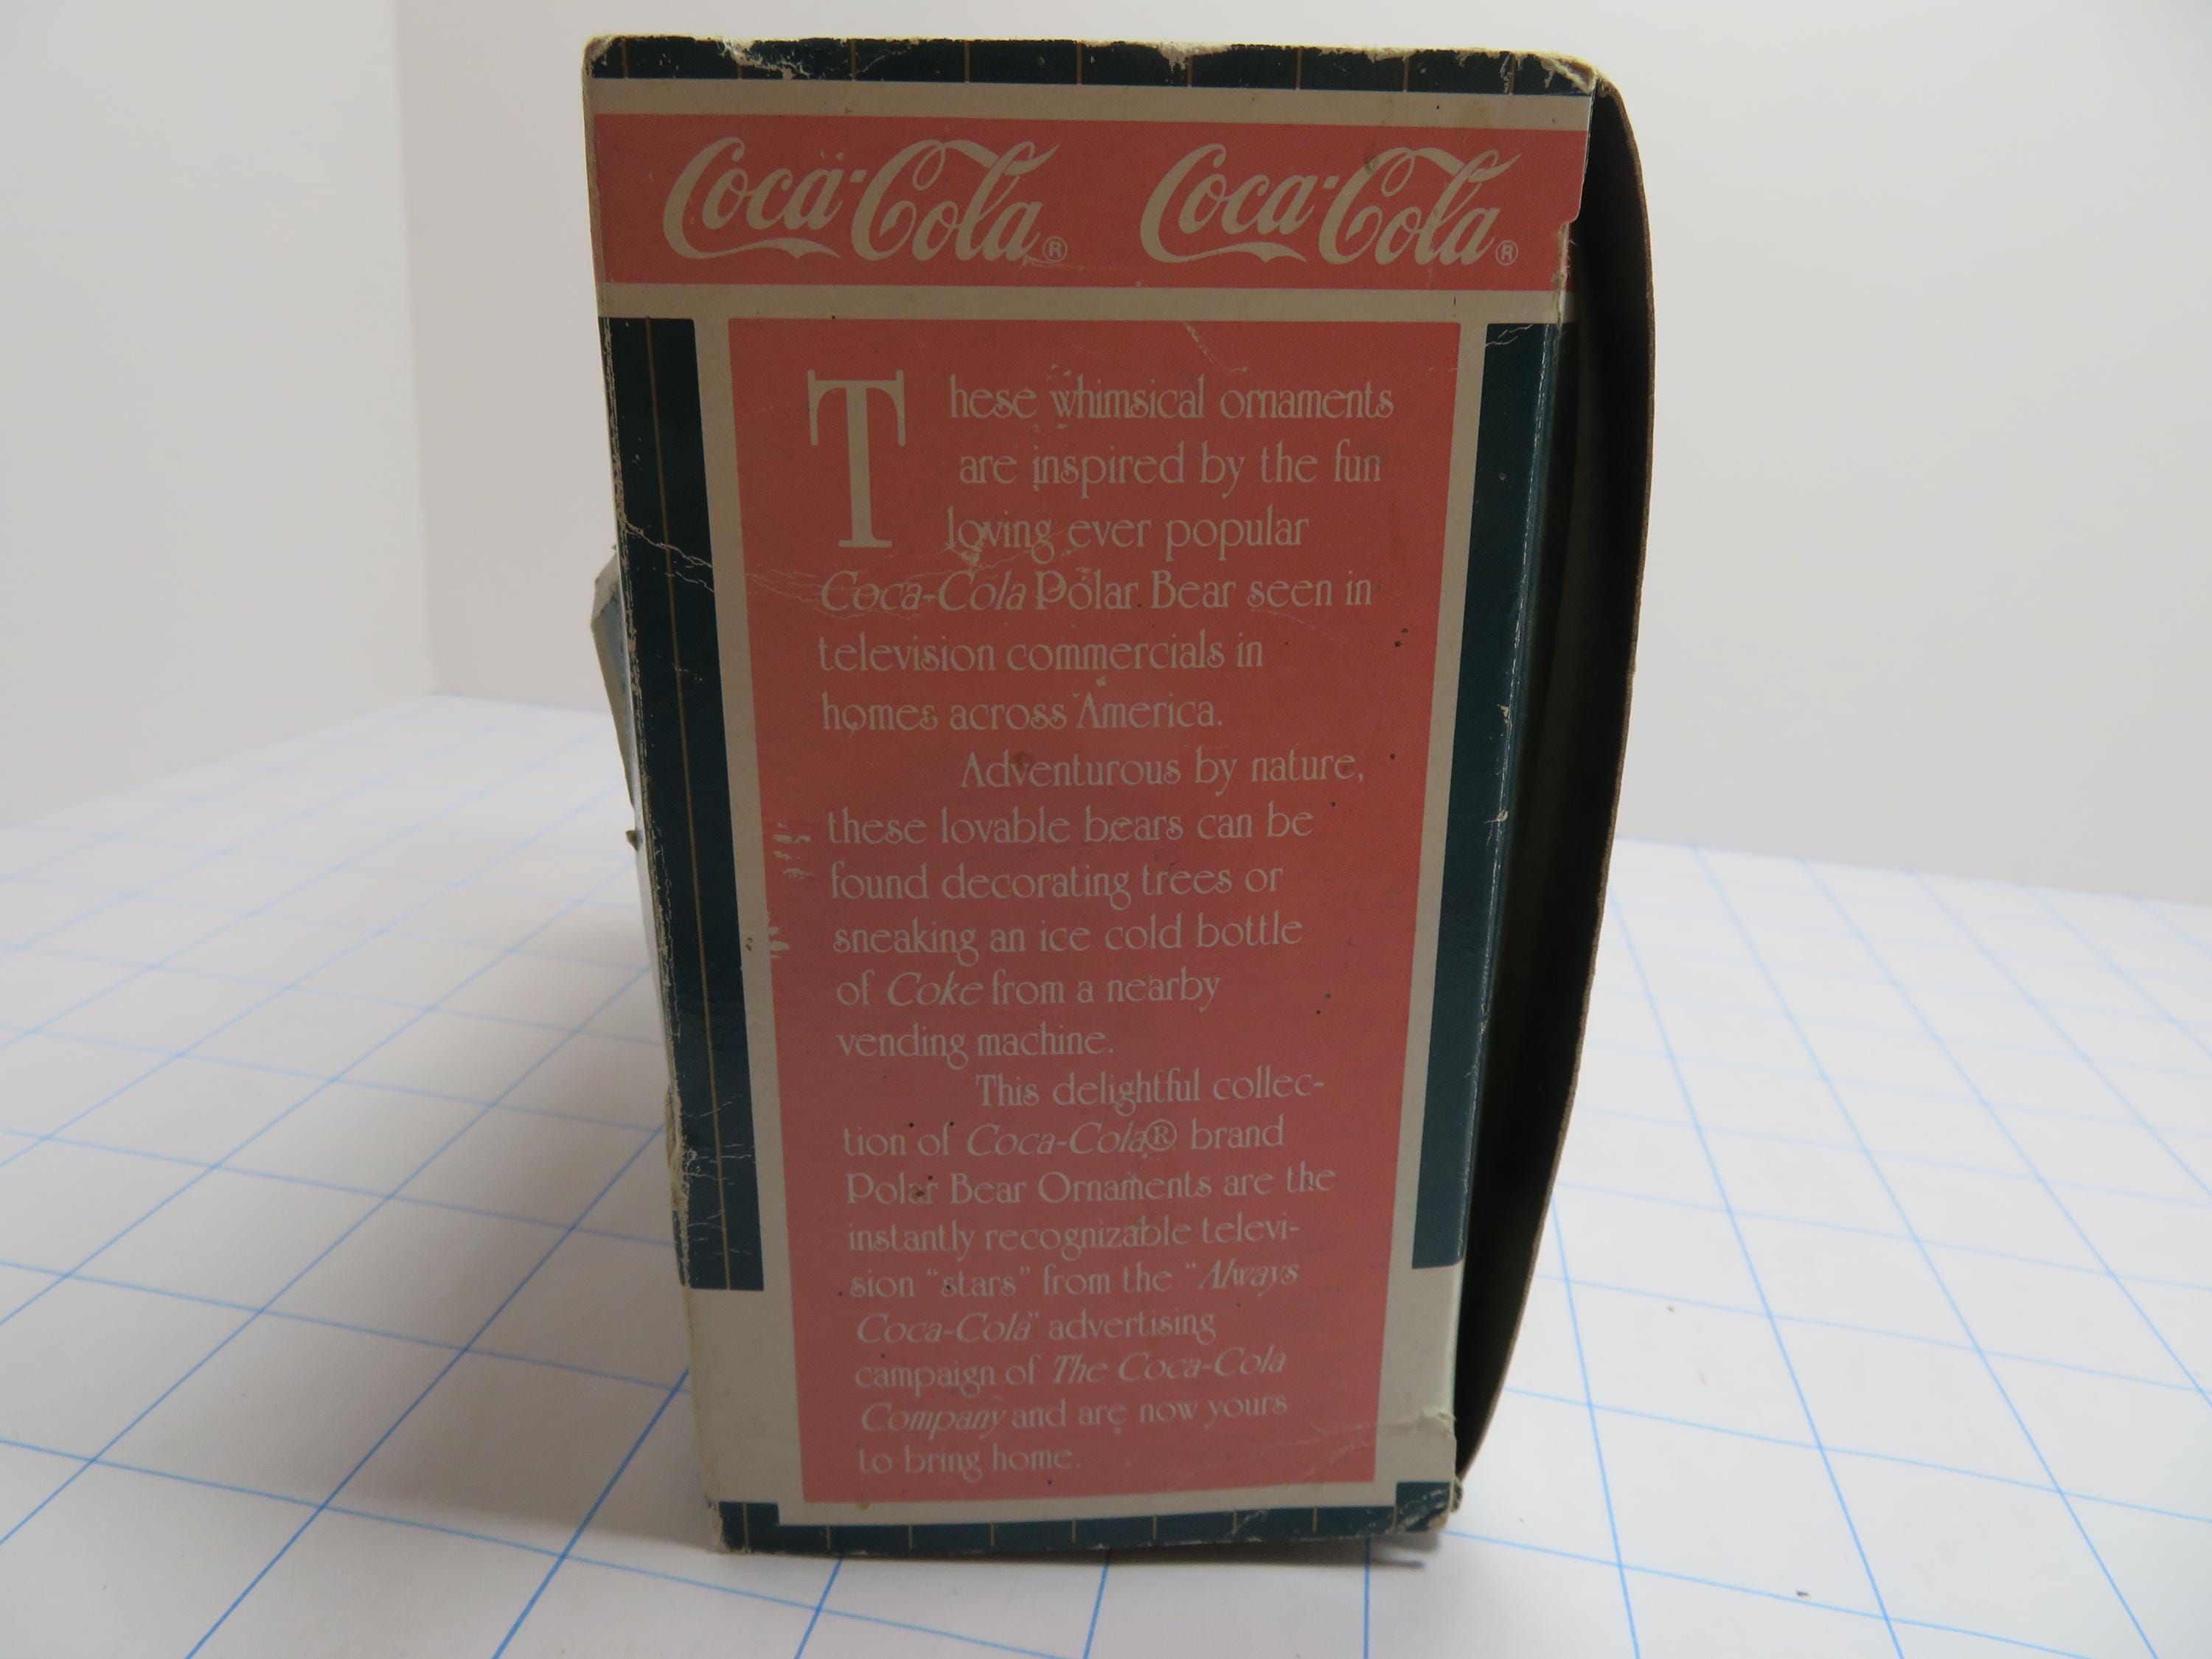 Coca-Cola® Coca-Cola®
These whimsical ornaments
are inspired by the fun
loving ever popular
Coca-Cola Polar Bear seen in
television commercials in
homes across America.
Adventurous by nature,
these lovable bears can be
found decorating trees or
sneaking an ice cold bottle
of Coke from a nearby
vending machine.
This delightful collec-
tion of Coca-Cola® brand
Polar Bear Ornaments are the
instantly recognizable televi-
sion "stars" from the "Always
Coca-Cola" advertising
campaign of The Coca-Cola
Company and are now yours
to bring home.